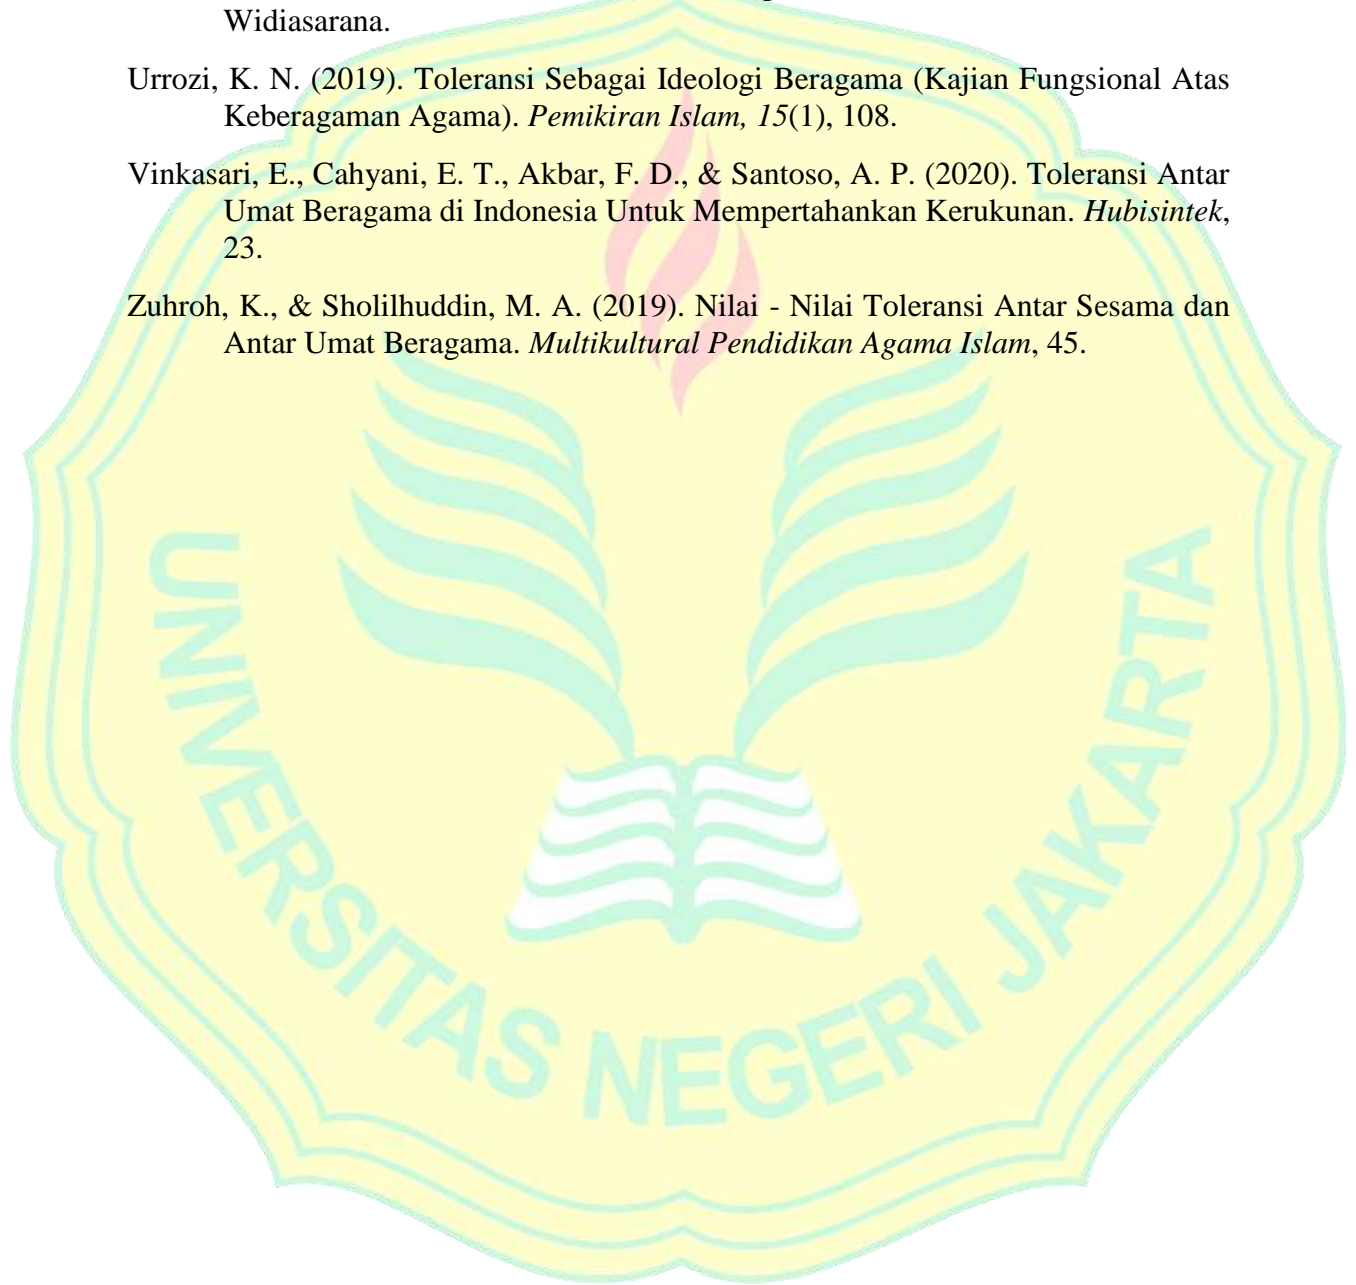 Widiasarana.
Urrozi, K. N. (2019). Toleransi Sebagai Ideologi Beragama (Kajian Fungsional Atas
Keberagaman Agama). Pemikiran Islam, 15(1), 108.
Vinkasari, E., Cahyani, E. T., Akbar, F. D., & Santoso, A. P. (2020). Toleransi Antar
Umat Beragama di Indonesia Untuk Mempertahankan Kerukunan. Hubisintek,
23.
Zuhroh, K., & Sholilhuddin, M. A. (2019). Nilai - Nilai Toleransi Antar Sesama dan
Antar Umat Beragama. Multikultural Pendidikan Agama Islam, 45.
UNIVERSITAS NEGERI JAKARTA